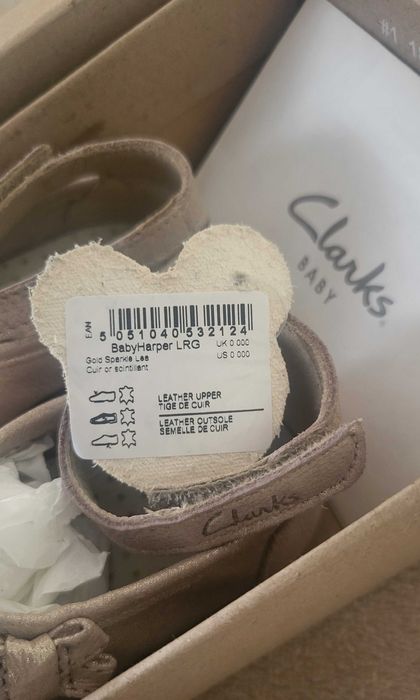 #1
Clarks
BABY
EAN
5 051040 532124
BabyHarper LRG
UK 0 000
US 0 000
Gold Sparkle Lea
Cuir or scintillant
LEATHER UPPER
TIGE DE CUIR
LEATHER OUTSOLE
SEMELLE DE CUIR
Clarks